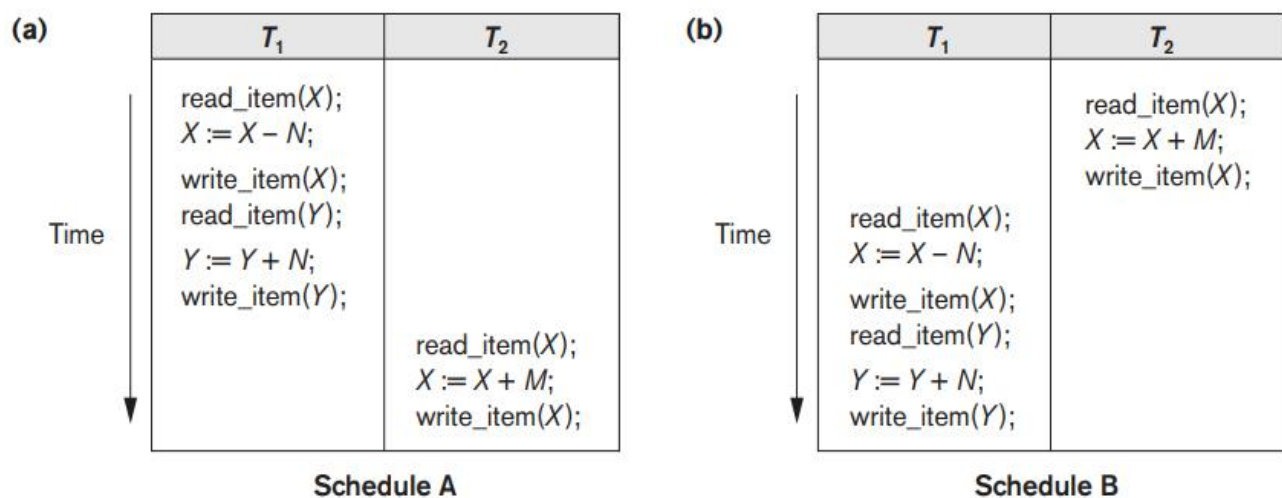 (a)
T1
T2
Time
read_item(X);
X := X – N;
write_item(X);
read_item(Y);
Y := Y + N;
write_item(Y);
read_item(X);
X := X + M;
write_item(X);
Schedule A
(b)
T1
T2
Time
read_item(X);
X := X + M;
write_item(X);
read_item(X);
X := X – N;
write_item(X);
read_item(Y);
Y := Y + N;
write_item(Y);
Schedule B